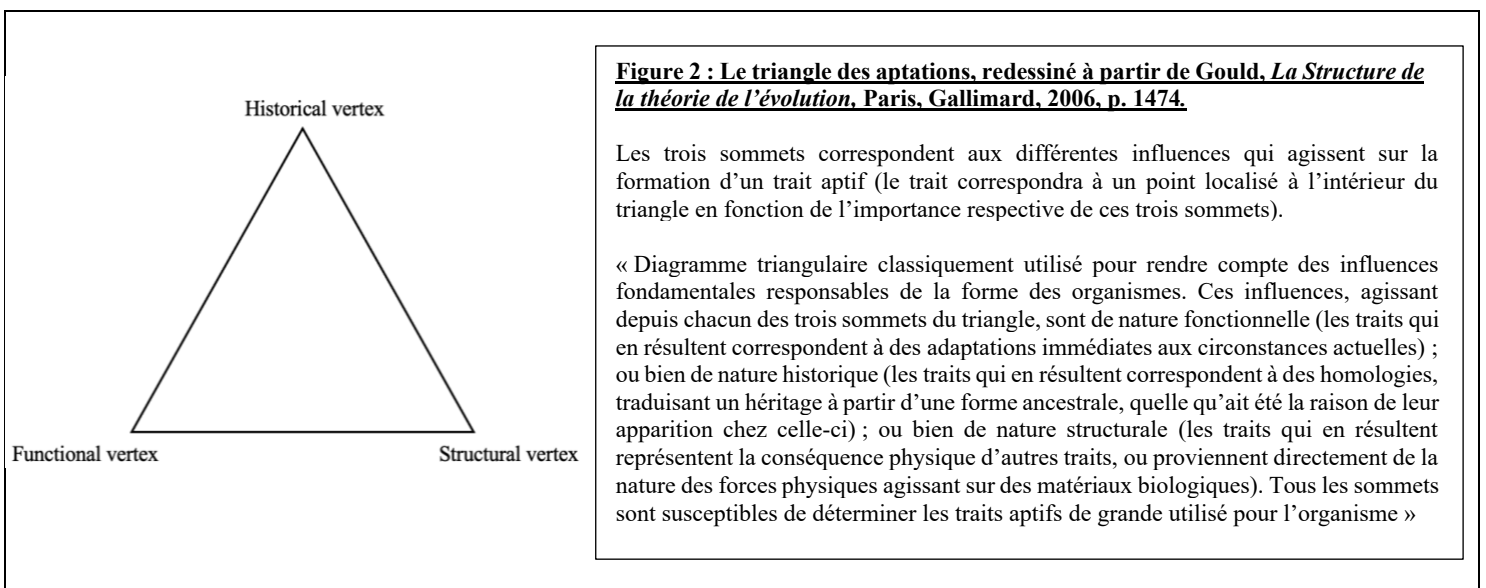 Historical vertex
Functional vertex
Structural vertex
Figure 2 : Le triangle des aptations, redessiné à partir de Gould, La Structure de
la théorie de l’évolution, Paris, Gallimard, 2006, p. 1474.
Les trois sommets correspondent aux différentes influences qui agissent sur la
formation d’un trait aptif (le trait correspondra à un point localisé à l’intérieur du
triangle en fonction de l’importance respective de ces trois sommets).
« Diagramme triangulaire classiquement utilisé pour rendre compte des influences
fondamentales responsables de la forme des organismes. Ces influences, agissant
depuis chacun des trois sommets du triangle, sont de nature fonctionnelle (les traits qui
en résultent correspondent à des adaptations immédiates aux circonstances actuelles) ;
ou bien de nature historique (les traits qui en résultent correspondent à des homologies,
traduisant un héritage à partir d’une forme ancestrale, quelle qu’ait été la raison de leur
apparition chez celle-ci) ; ou bien de nature structurale (les traits qui en résultent
représentent la conséquence physique d’autres traits, ou proviennent directement de la
nature des forces physiques agissant sur des matériaux biologiques). Tous les sommets
sont susceptibles de déterminer les traits aptifs de grande utilisé pour l’organisme »